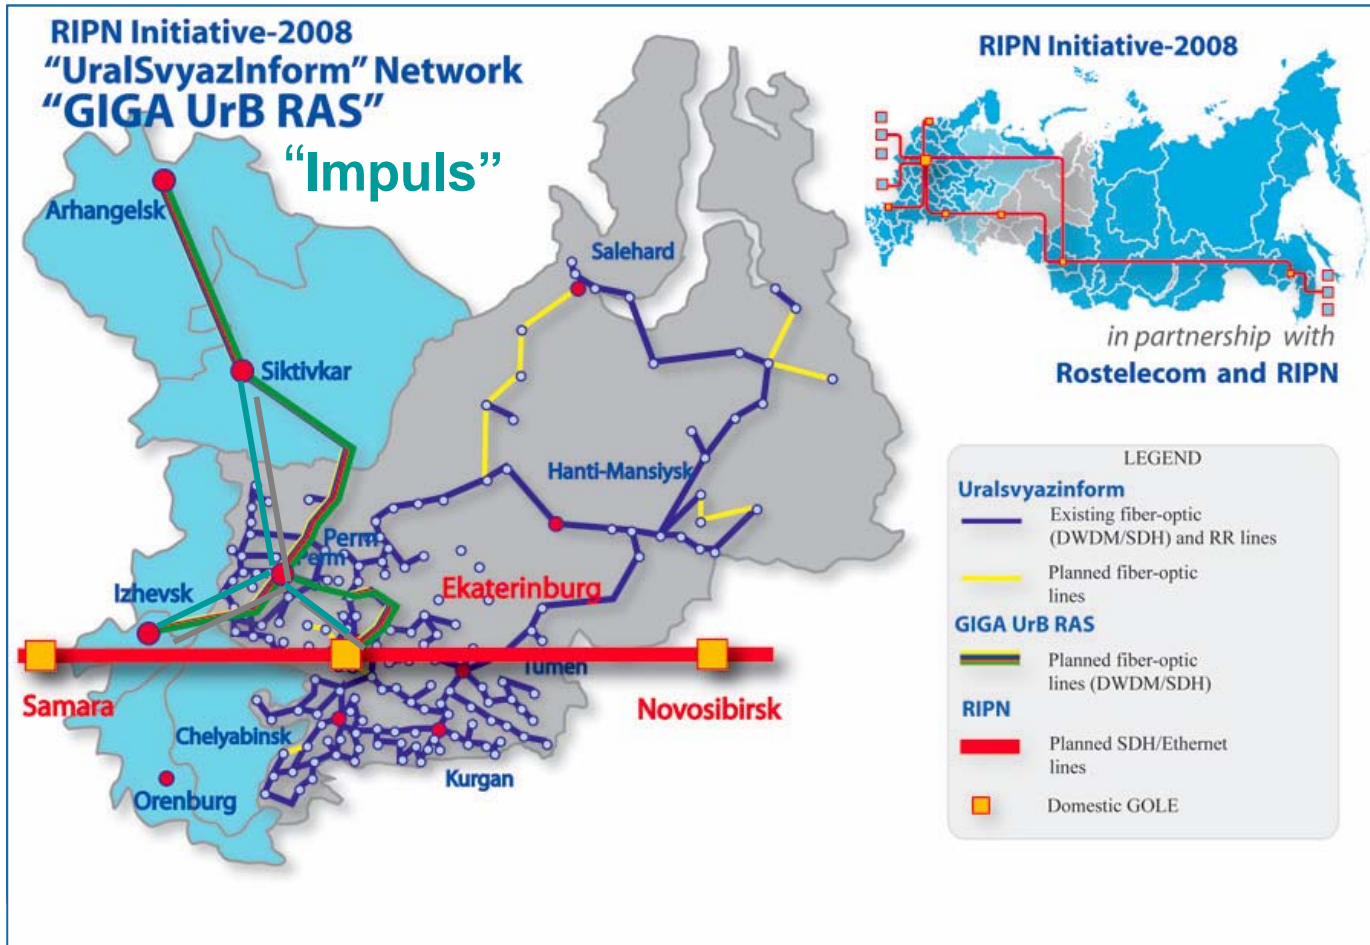 RIPN Initiative-2008
“UralSvyazInform” Network
“GIGA UrB RAS”
“Impuls”
Arhangelsk
Siktivkar
Salehard
Hanti-Mansiysk
Perm
Perm
Izhevsk
Ekaterinburg
Tumen
Samara
Novosibirsk
Chelyabinsk
Kurgan
Orenburg
RIPN Initiative-2008
in partnership with
Rostelecom and RIPN
LEGEND
Uralsvyazinform
Existing fiber-optic
(DWDM/SDH) and RR lines
Planned fiber-optic
lines
GIGA UrB RAS
Planned fiber-optic
lines (DWDM/SDH)
RIPN
Planned SDH/Ethernet
lines
Domestic GOLE